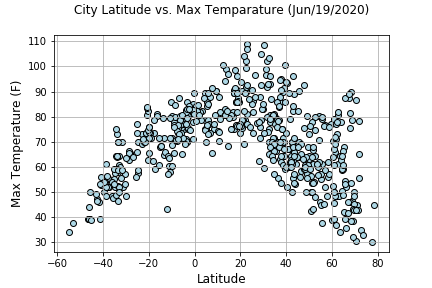 City Latitude vs. Max Temparature (Jun/19/2020)
Max Temperature (F)
110
100
90
80
70
60
50
40
30
−60 −40 −20 0 20 40 60 80
Latitude